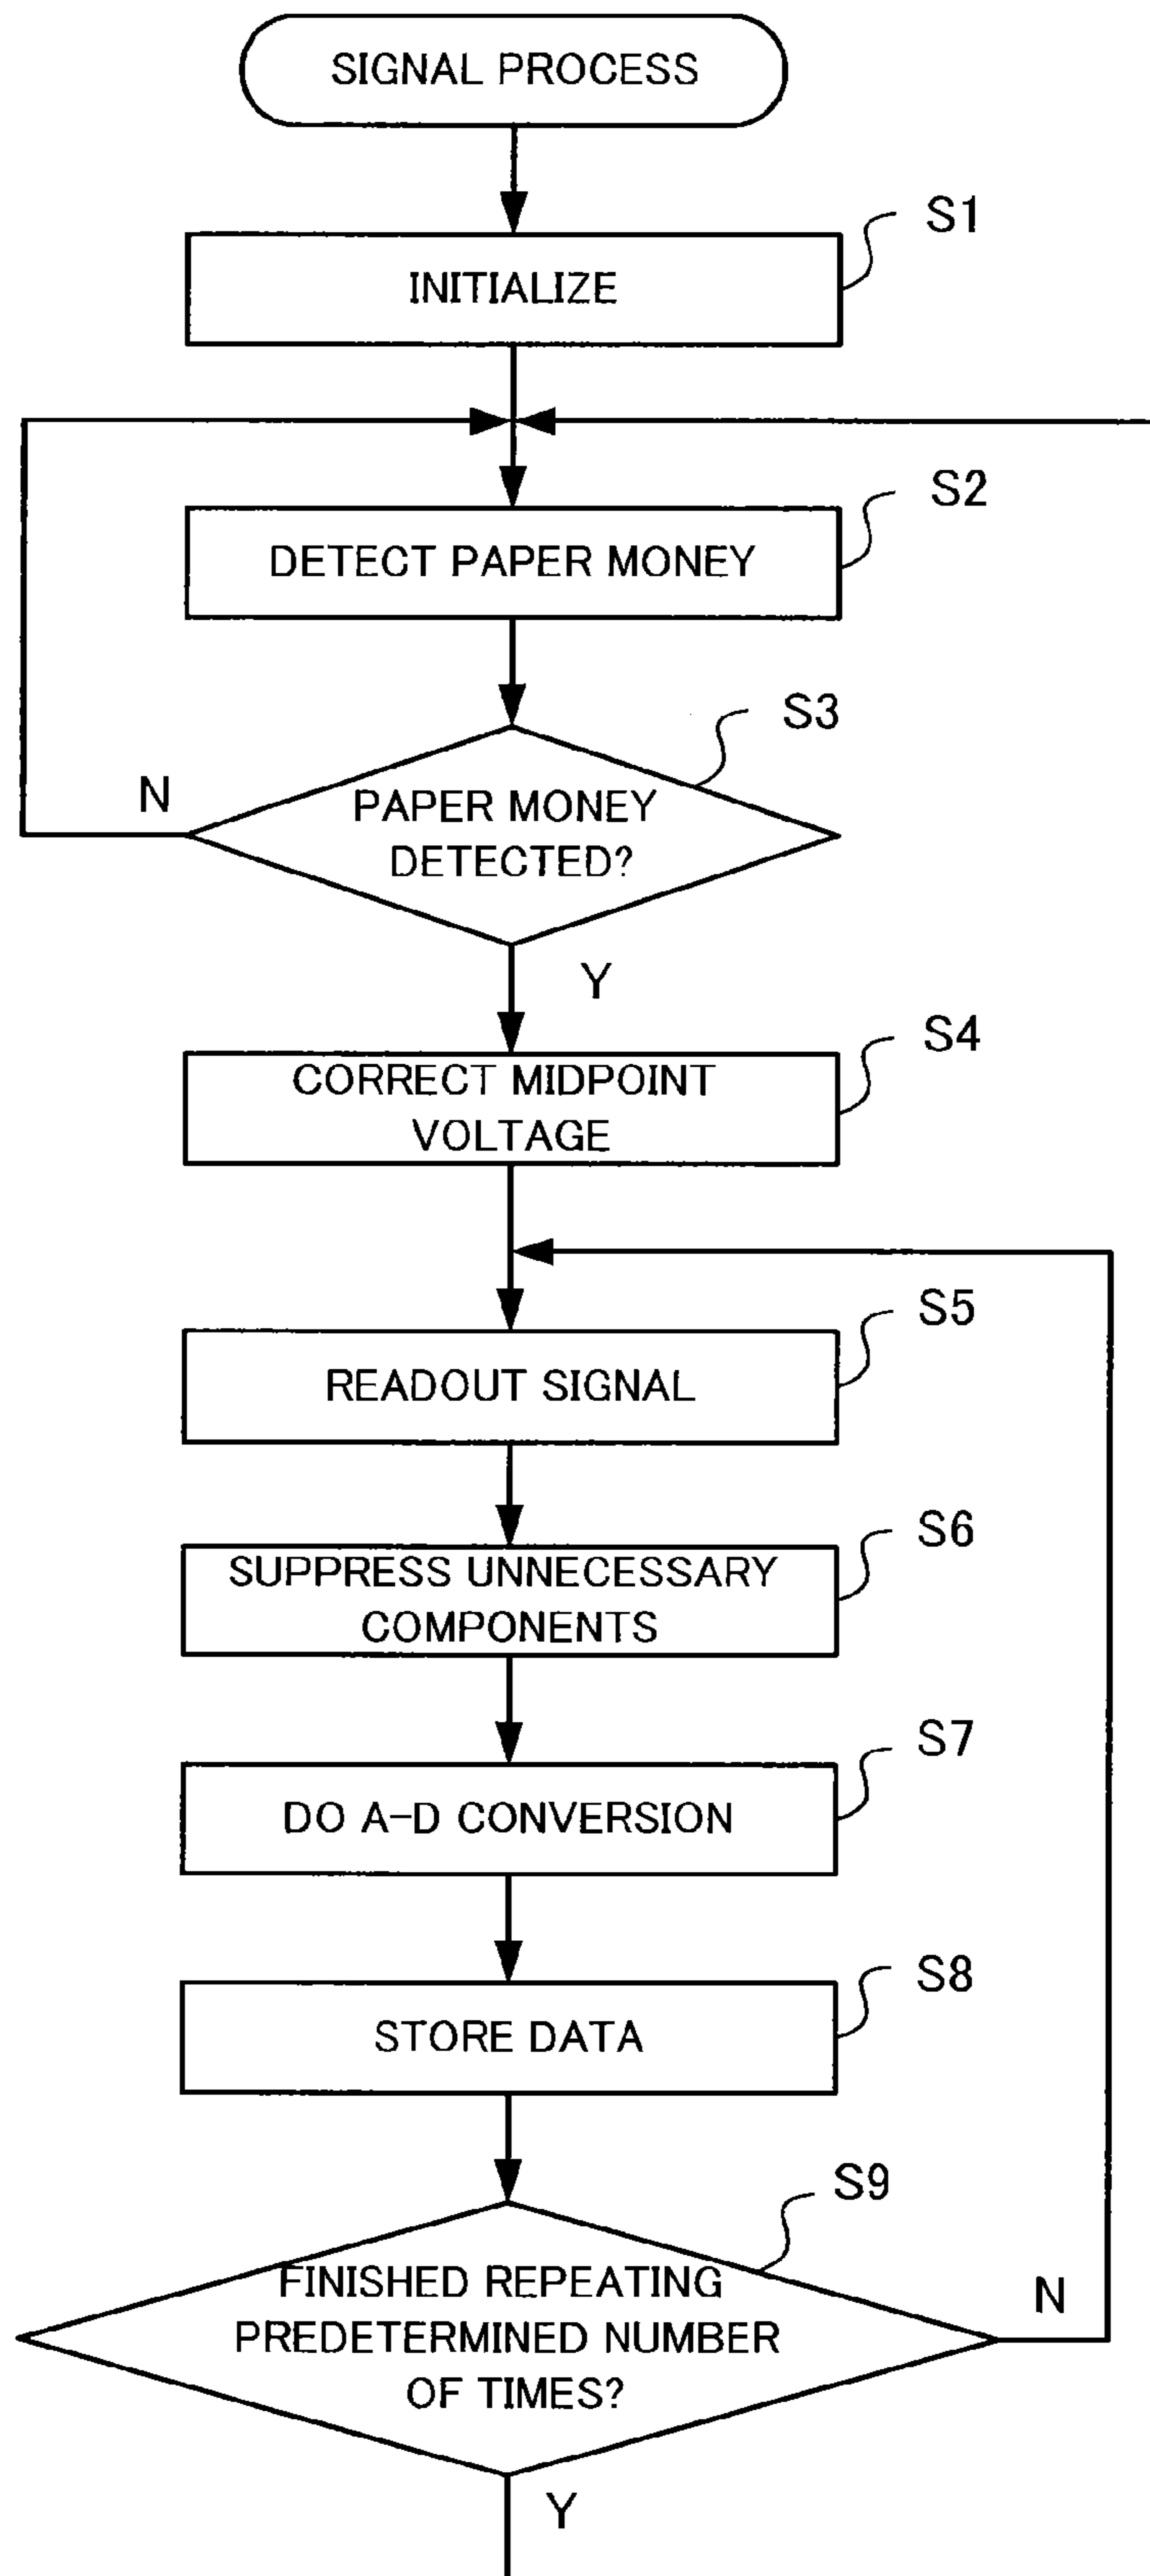 SIGNAL PROCESS
S1
INITIALIZE
S2
DETECT PAPER MONEY
S3
N
PAPER MONEY
DETECTED?
Y
S4
CORRECT MIDPOINT
VOLTAGE
S5
READOUT SIGNAL
S6
SUPPRESS UNNECESSARY
COMPONENTS
S7
DO A-D CONVERSION
S8
STORE DATA
S9
FINISHED REPEATING
N
PREDETERMINED NUMBER
OF TIMES?
Y